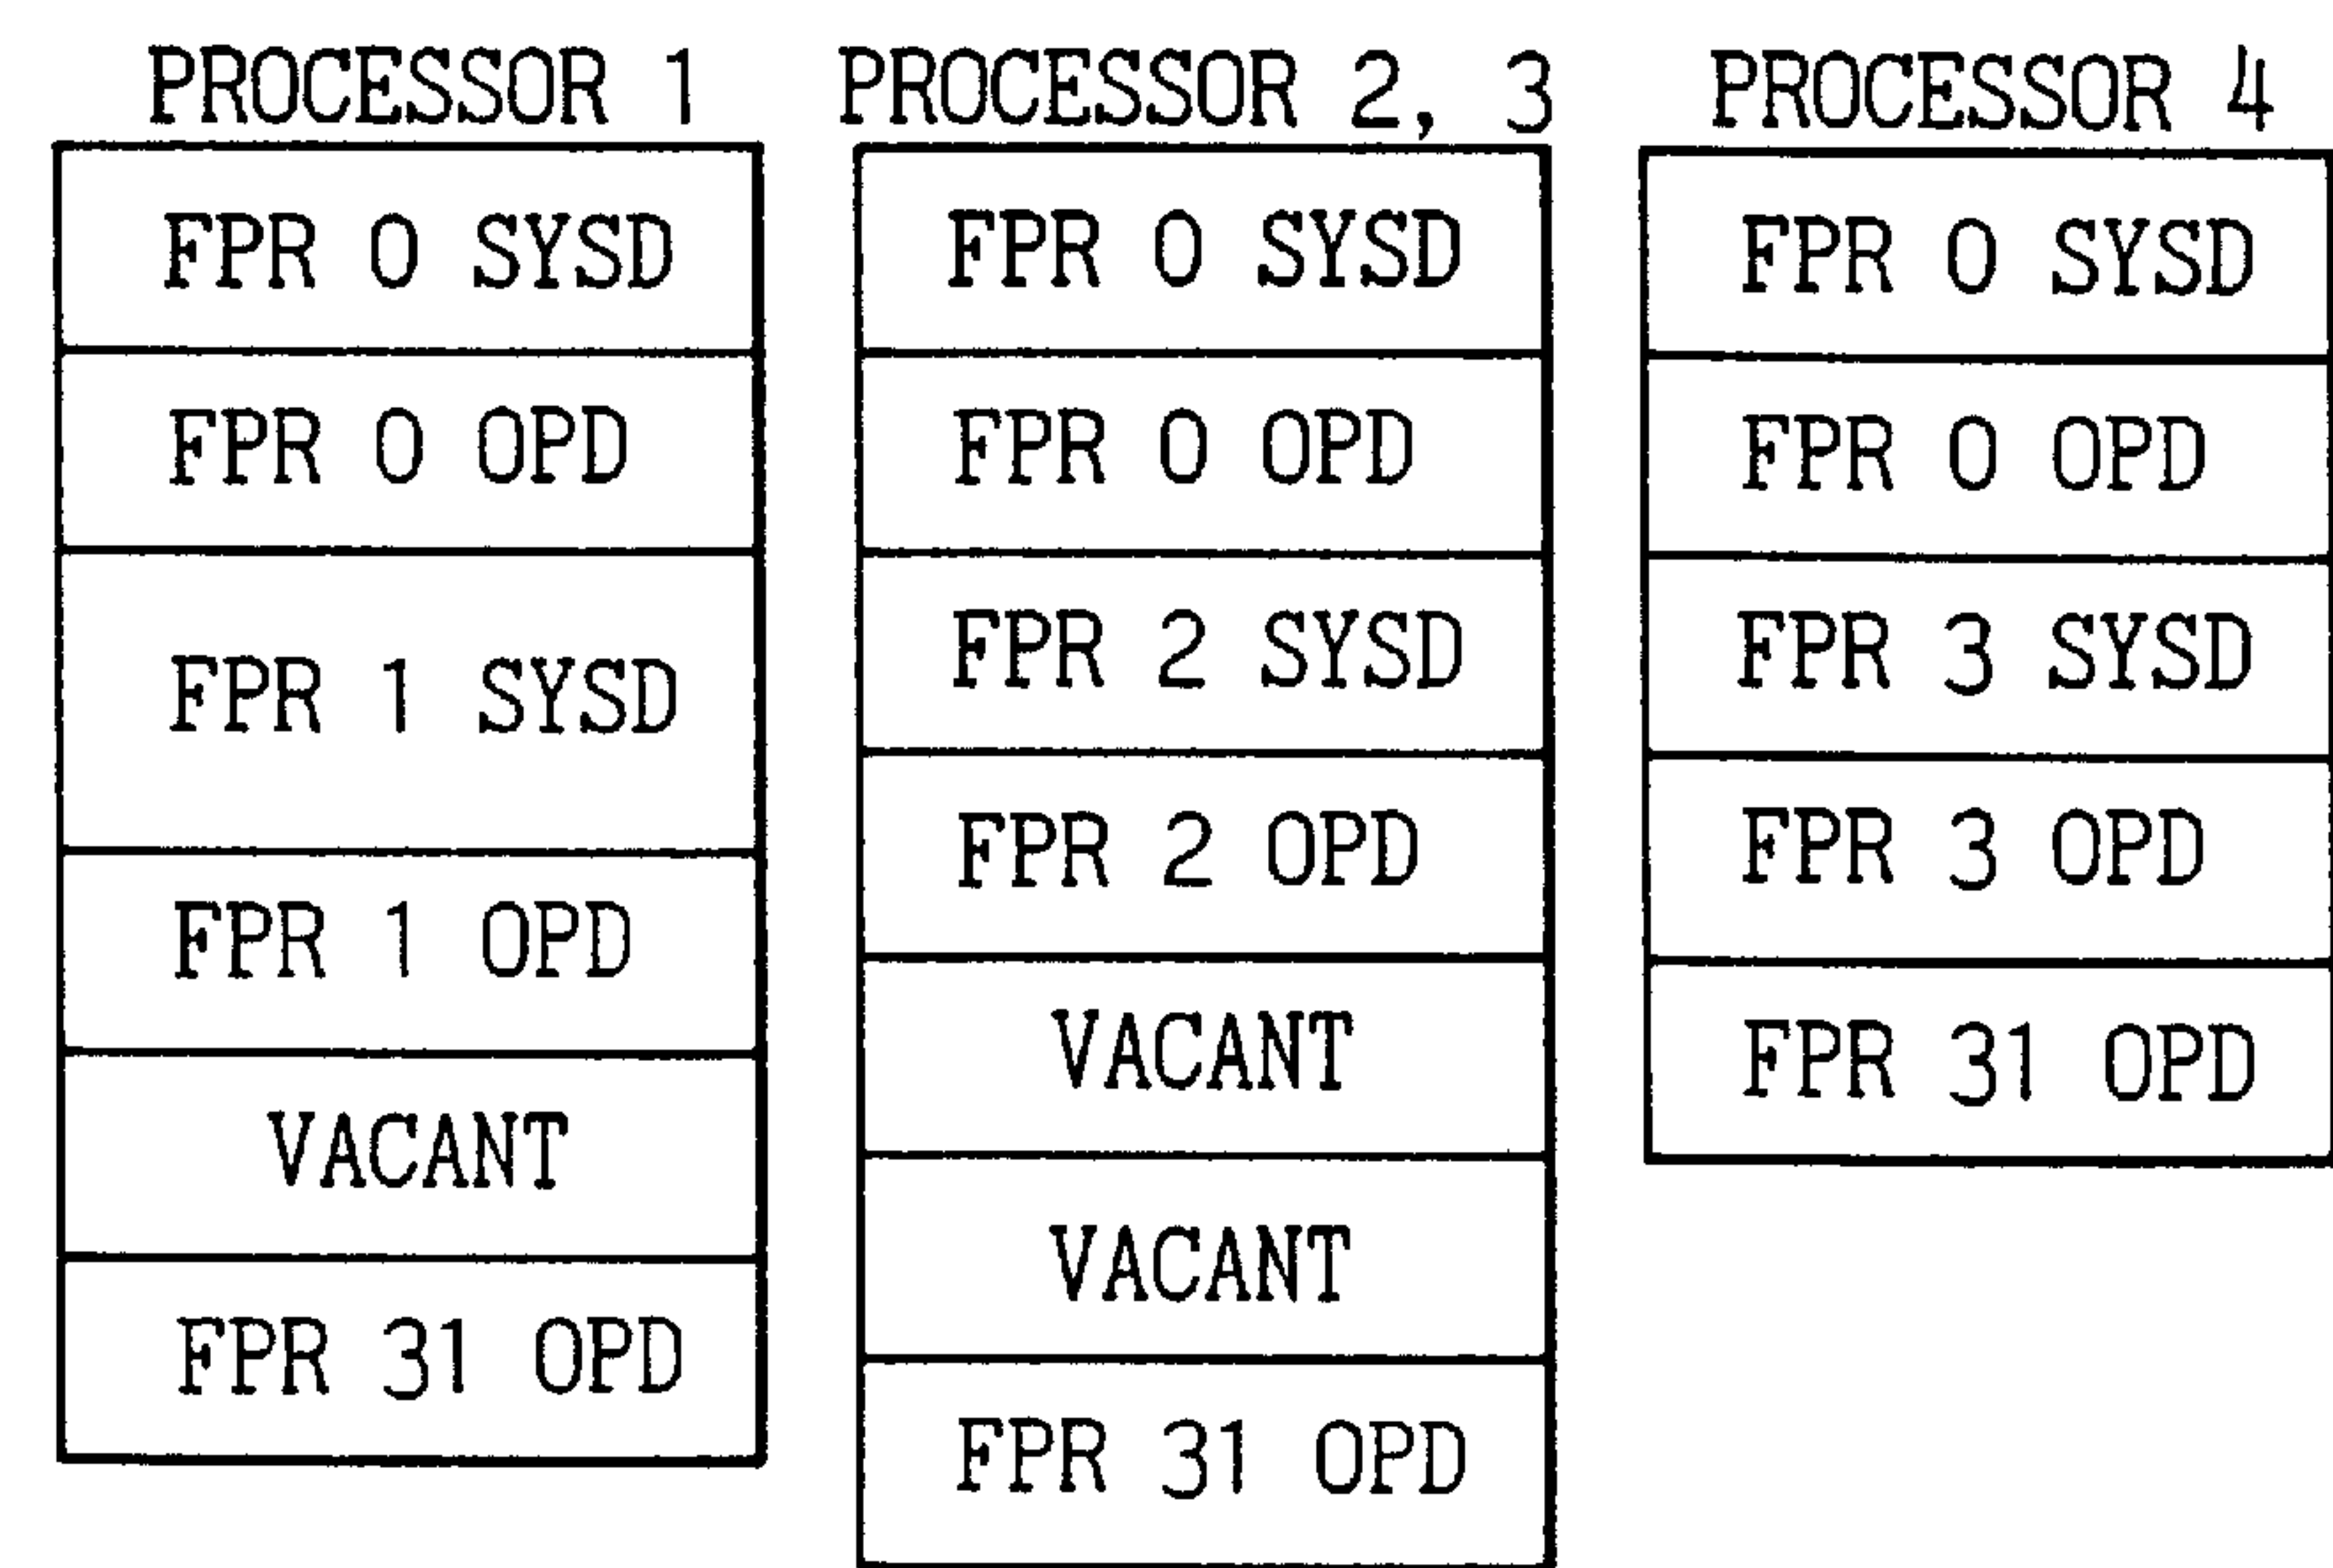 PROCESSOR 1
FPR 0 SYSD
FPR 0 OPD
FPR 1 SYSD
FPR 1 OPD
VACANT
FPR 31 OPD
PROCESSOR 2, 3
FPR 0 SYSD
FPR 0 OPD
FPR 2 SYSD
FPR 2 OPD
VACANT
VACANT
FPR 31 OPD
PROCESSOR 4
FPR 0 SYSD
FPR 0 OPD
FPR 3 SYSD
FPR 3 OPD
FPR 31 OPD